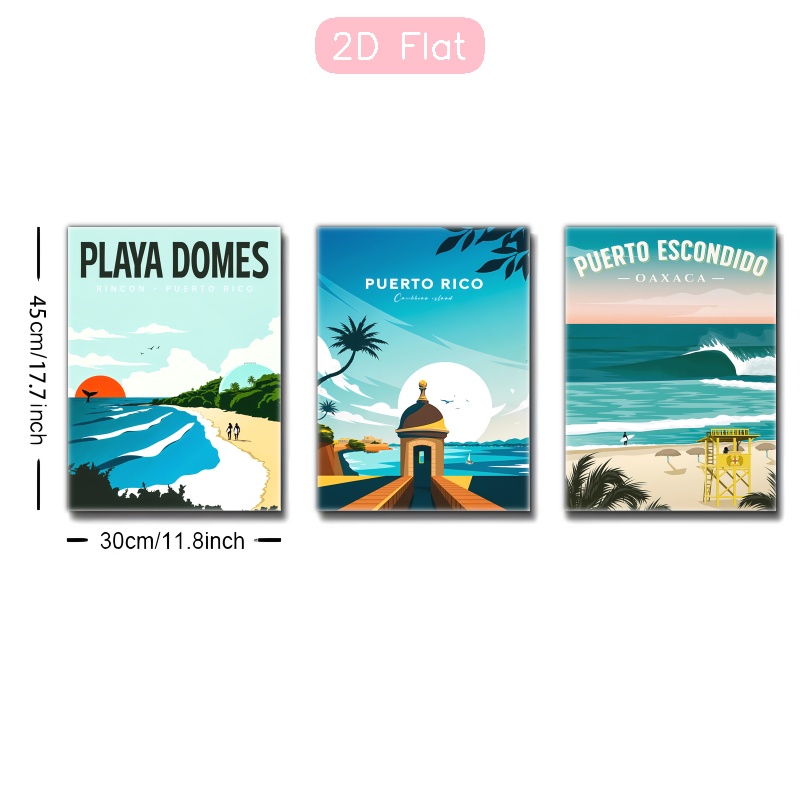 2D Flat
PLAYA DOMES
RINCON - PUERTO RICO
PUERTO RICO
Caribbean island
PUERTO ESCONDIDO
— OAXACA —
45cm/17.7inch
30cm/11.8inch